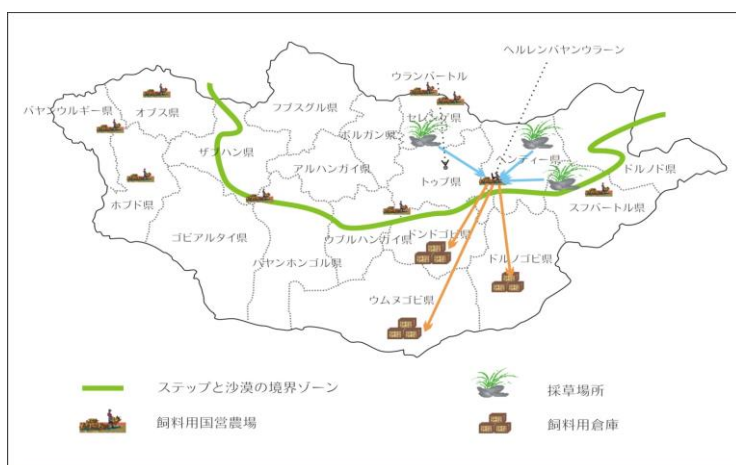 ヘルレンバヤンウラーン
ウランバートル
オブス県
フブスグル県
セレンゲ県
バヤンウルギー県
ボルガン県
ザブハン県
ヘンティー県
ドルノド県
アルハンガイ県
トゥブ県
ホブド県
スフバートル県
ゴビアルタイ県
ウブルハンガイ県
ドンドゴビ県
バヤンホンゴル県
ドルノゴビ県
ウムヌゴビ県
ステップと沙漠の境界ゾーン
採草場所
飼料用国営農場
飼料用倉庫